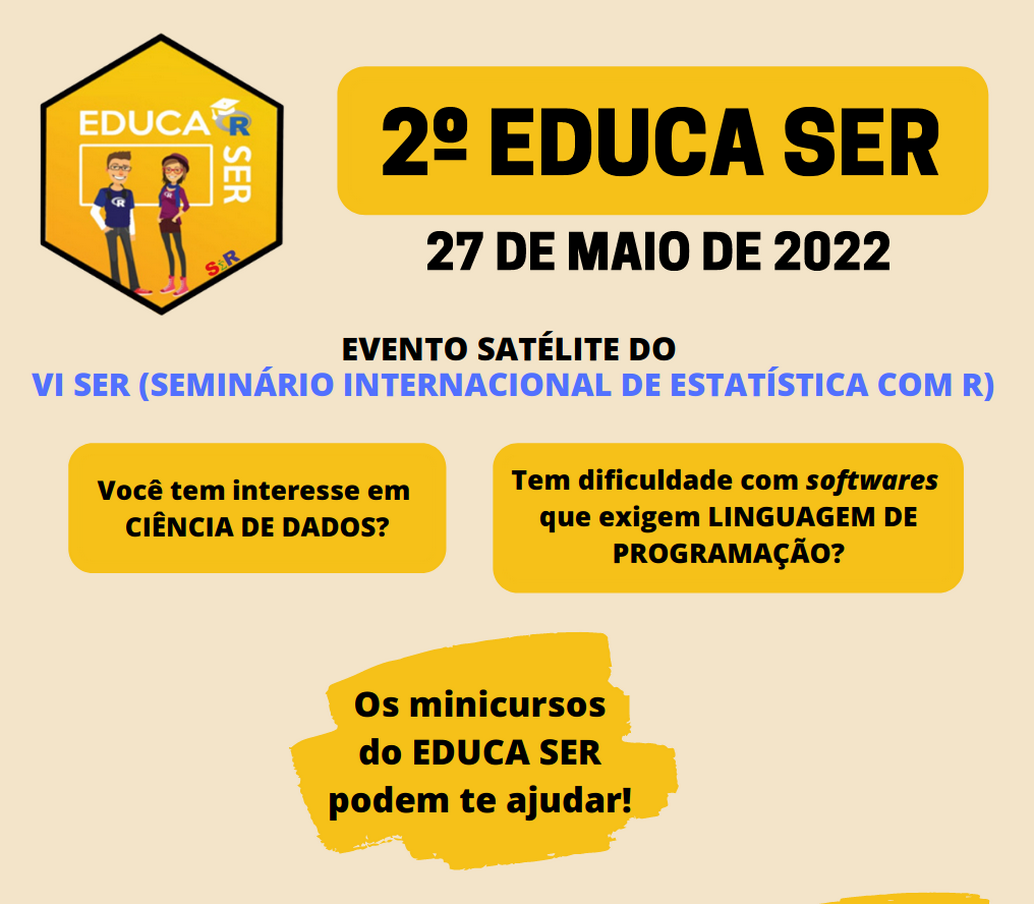 EDUCA R
SER
R
SER
2º EDUCA SER
27 DE MAIO DE 2022
EVENTO SATÉLITE DO
VI SER (SEMINÁRIO INTERNACIONAL DE ESTATÍSTICA COM R)
Você tem interesse em
CIÊNCIA DE DADOS?
Tem dificuldade com softwares
que exigem LINGUAGEM DE
PROGRAMAÇÃO?
Os minicursos
do EDUCA SER
podem te ajudar!